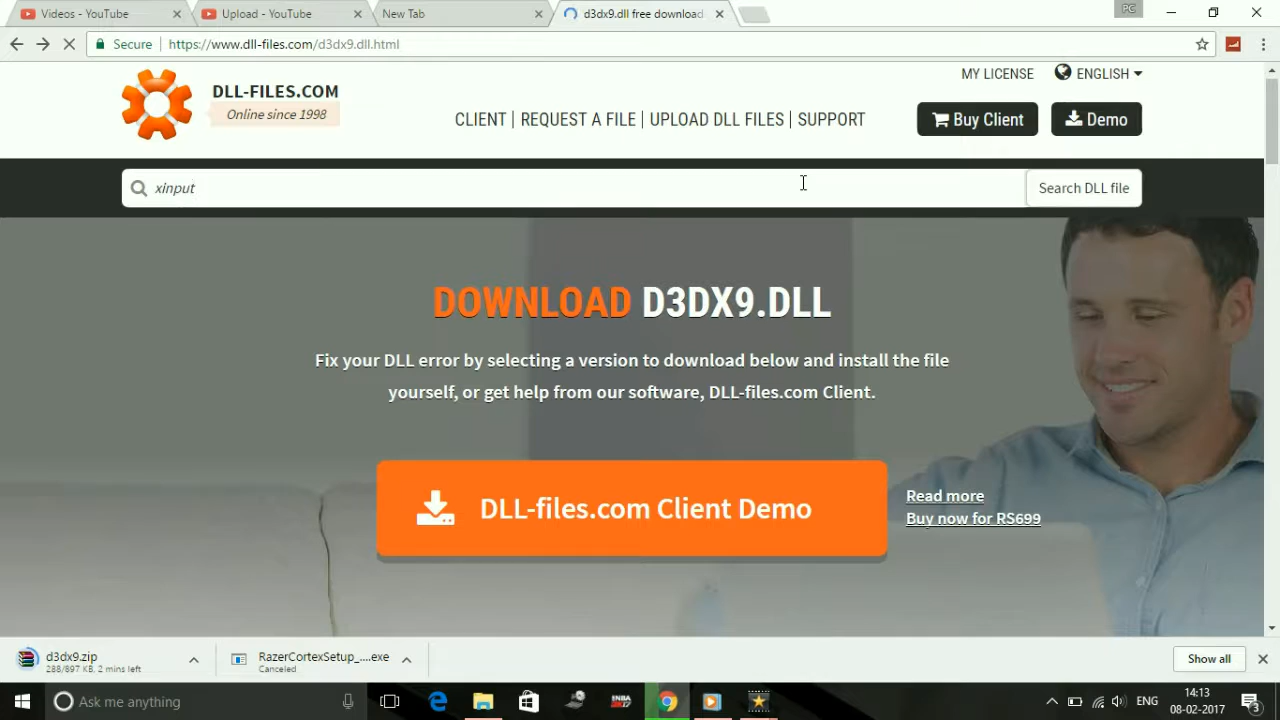 Videos - YouTube
Upload - YouTube
New Tab
d3dx9.dll free download
PC
Secure
https://www.dll-files.com/d3dx9.dll.html
DLL-FILES.COM
Online since 1998
MY LICENSE
ENGLISH
CLIENT | REQUEST A FILE | UPLOAD DLL FILES | SUPPORT
Buy Client
Demo
xinput
Search DLL file
DOWNLOAD D3DX9.DLL
Fix your DLL error by selecting a version to download below and install the file
yourself, or get help from our software, DLL-files.com Client.
DLL-files.com Client Demo
Read more
Buy now for RS699
d3dx9.zip
288/897 KB, 2 mins left
RazerCortexSetup_....exe
Canceled
Show all
Ask me anything
ENG
14:13
08-02-2017
3